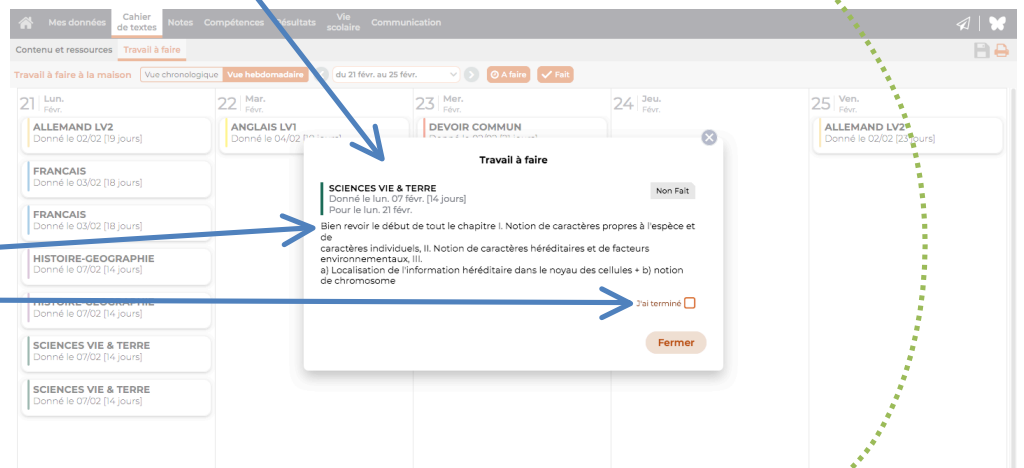 Mes données
Cahier
de textes
Notes
Compétences
Résultats
Vie
scolaire
Communication
Contenu et ressources
Travail à faire
Travail à faire à la maison
Vue chronologique
Vue hebdomadaire
du 21 févr. au 25 févr.
A faire
Fait
21 Lun.
Févr.
22 Mar.
Févr.
23 Mer.
Févr.
24 Jeu.
Févr.
25 Ven.
Févr.
ALLEMAND LV2
Donné le 02/02 [19 jours]
FRANCAIS
Donné le 03/02 [18 jours]
FRANCAIS
Donné le 03/02 [18 jours]
HISTOIRE-GEOGRAPHIE
Donné le 07/02 [14 jours]
HISTOIRE-GEOGRAPHIE
Donné le 07/02 [14 jours]
SCIENCES VIE & TERRE
Donné le 07/02 [14 jours]
SCIENCES VIE & TERRE
Donné le 07/02 [14 jours]
ANGLAIS LV1
Donné le 04/02
DEVOIR COMMUN
ALLEMAND LV2
Donné le 02/02 [23 jours]
Travail à faire
SCIENCES VIE & TERRE
Donné le lun. 07 févr. [14 jours]
Pour le lun. 21 févr.
Non Fait
Bien revoir le début de tout le chapitre I. Notion de caractères propres à l'espèce et
de
caractères individuels, II. Notion de caractères héréditaires et de facteurs
environnementaux, III.
a) Localisation de l'information héréditaire dans le noyau des cellules + b) notion
de chromosome
J'ai terminé
Fermer